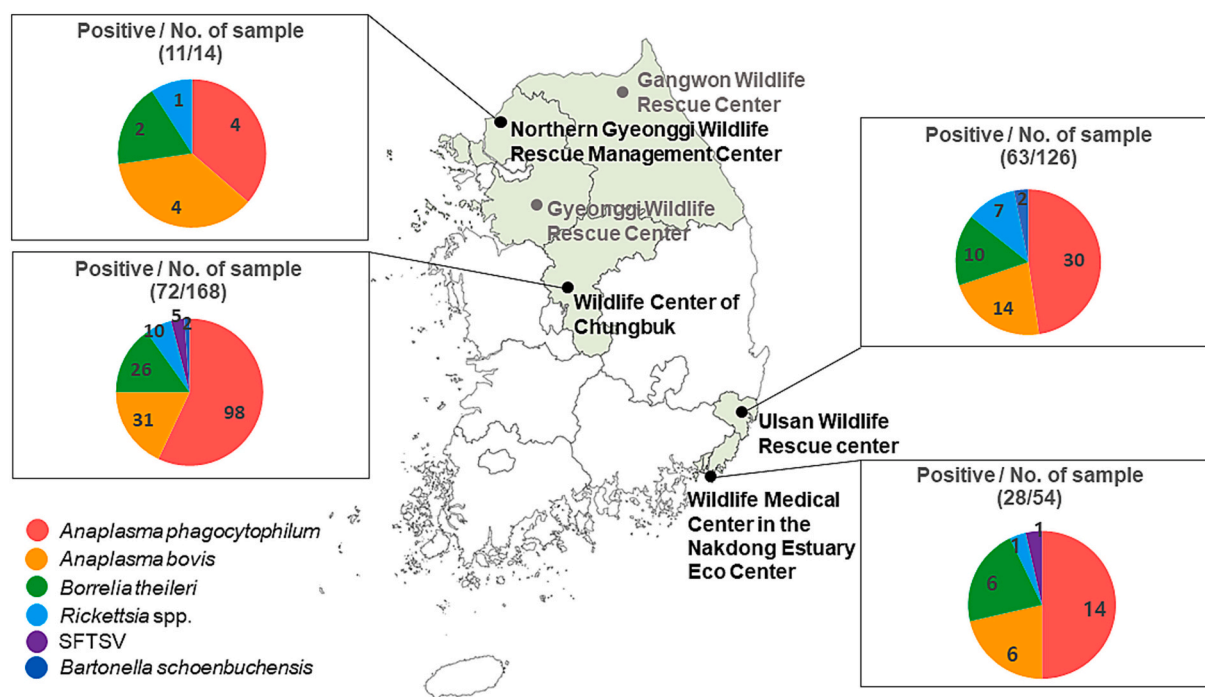 Positive / No. of sample
(11/14)
1
4
2
4
Gangwon Wildlife
Rescue Center
Northern Gyeonggi Wildlife
Rescue Management Center
Gyeonggi Wildlife
Rescue Center
Positive / No. of sample
(63/126)
2
7
10
30
14
Positive / No. of sample
(72/168)
5
2
10
26
31
98
Wildlife Center of
Chungbuk
Ulsan Wildlife
Rescue center
Wildlife Medical
Center in the
Nakdong Estuary
Eco Center
Positive / No. of sample
(28/54)
1
1
6
14
6
Anaplasma phagocytophilum
Anaplasma bovis
Borrelia theileri
Rickettsia spp.
SFTSV
Bartonella schoenbuchensis